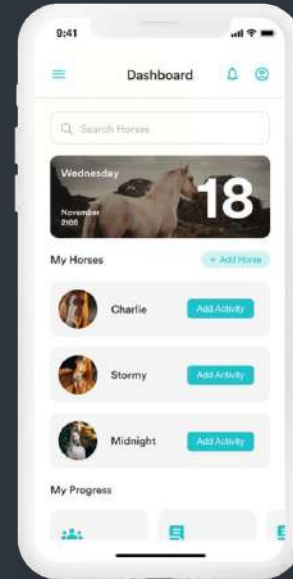 9:41
Dashboard
Search Horses
Wednesday
18
November
2100
My Horses
+ Add Horse
Charlie
Add Activity
Stormy
Add Activity
Midnight
Add Activity
My Progress